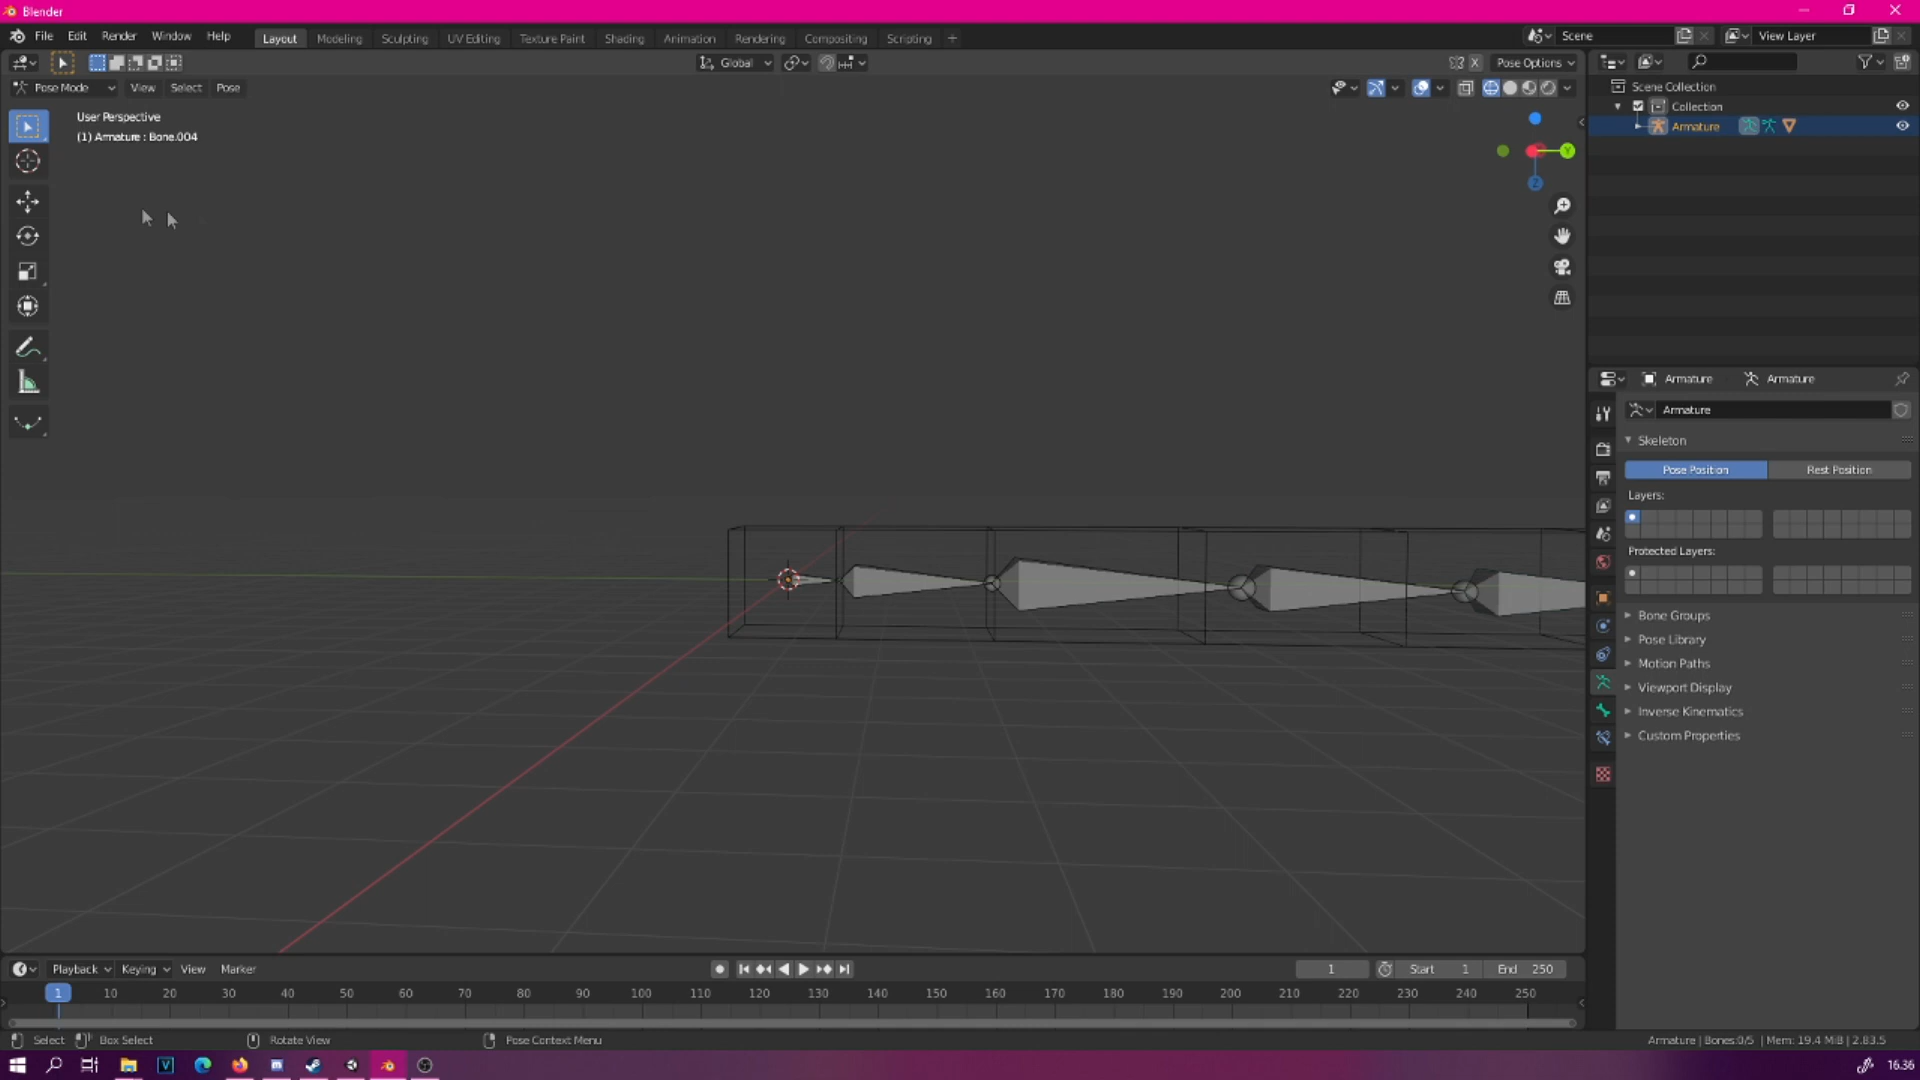 Blender
File Edit Render Window Help Layout Modeling Sculpting UV Editing Texture Paint Shading Animation Rendering Compositing Scripting + Scene View Layer
Global Pose Options
Pose Mode View Select Pose
User Perspective
(1) Armature : Bone.004
Y
Z
Scene Collection
Collection
Armature
Armature Armature
Armature
Skeleton
Pose Position Rest Position
Layers:
Protected Layers:
Bone Groups
Pose Library
Motion Paths
Viewport Display
Inverse Kinematics
Custom Properties
Playback Keying View Marker 1 Start 1 End 250
1 10 20 30 40 50 60 70 80 90 100 110 120 130 140 150 160 170 180 190 200 210 220 230 240 250
Select Box Select Rotate View Pose Context Menu Armature | Bones:0/5 | Mem: 19.4 MiB | 2.83.5
16.36